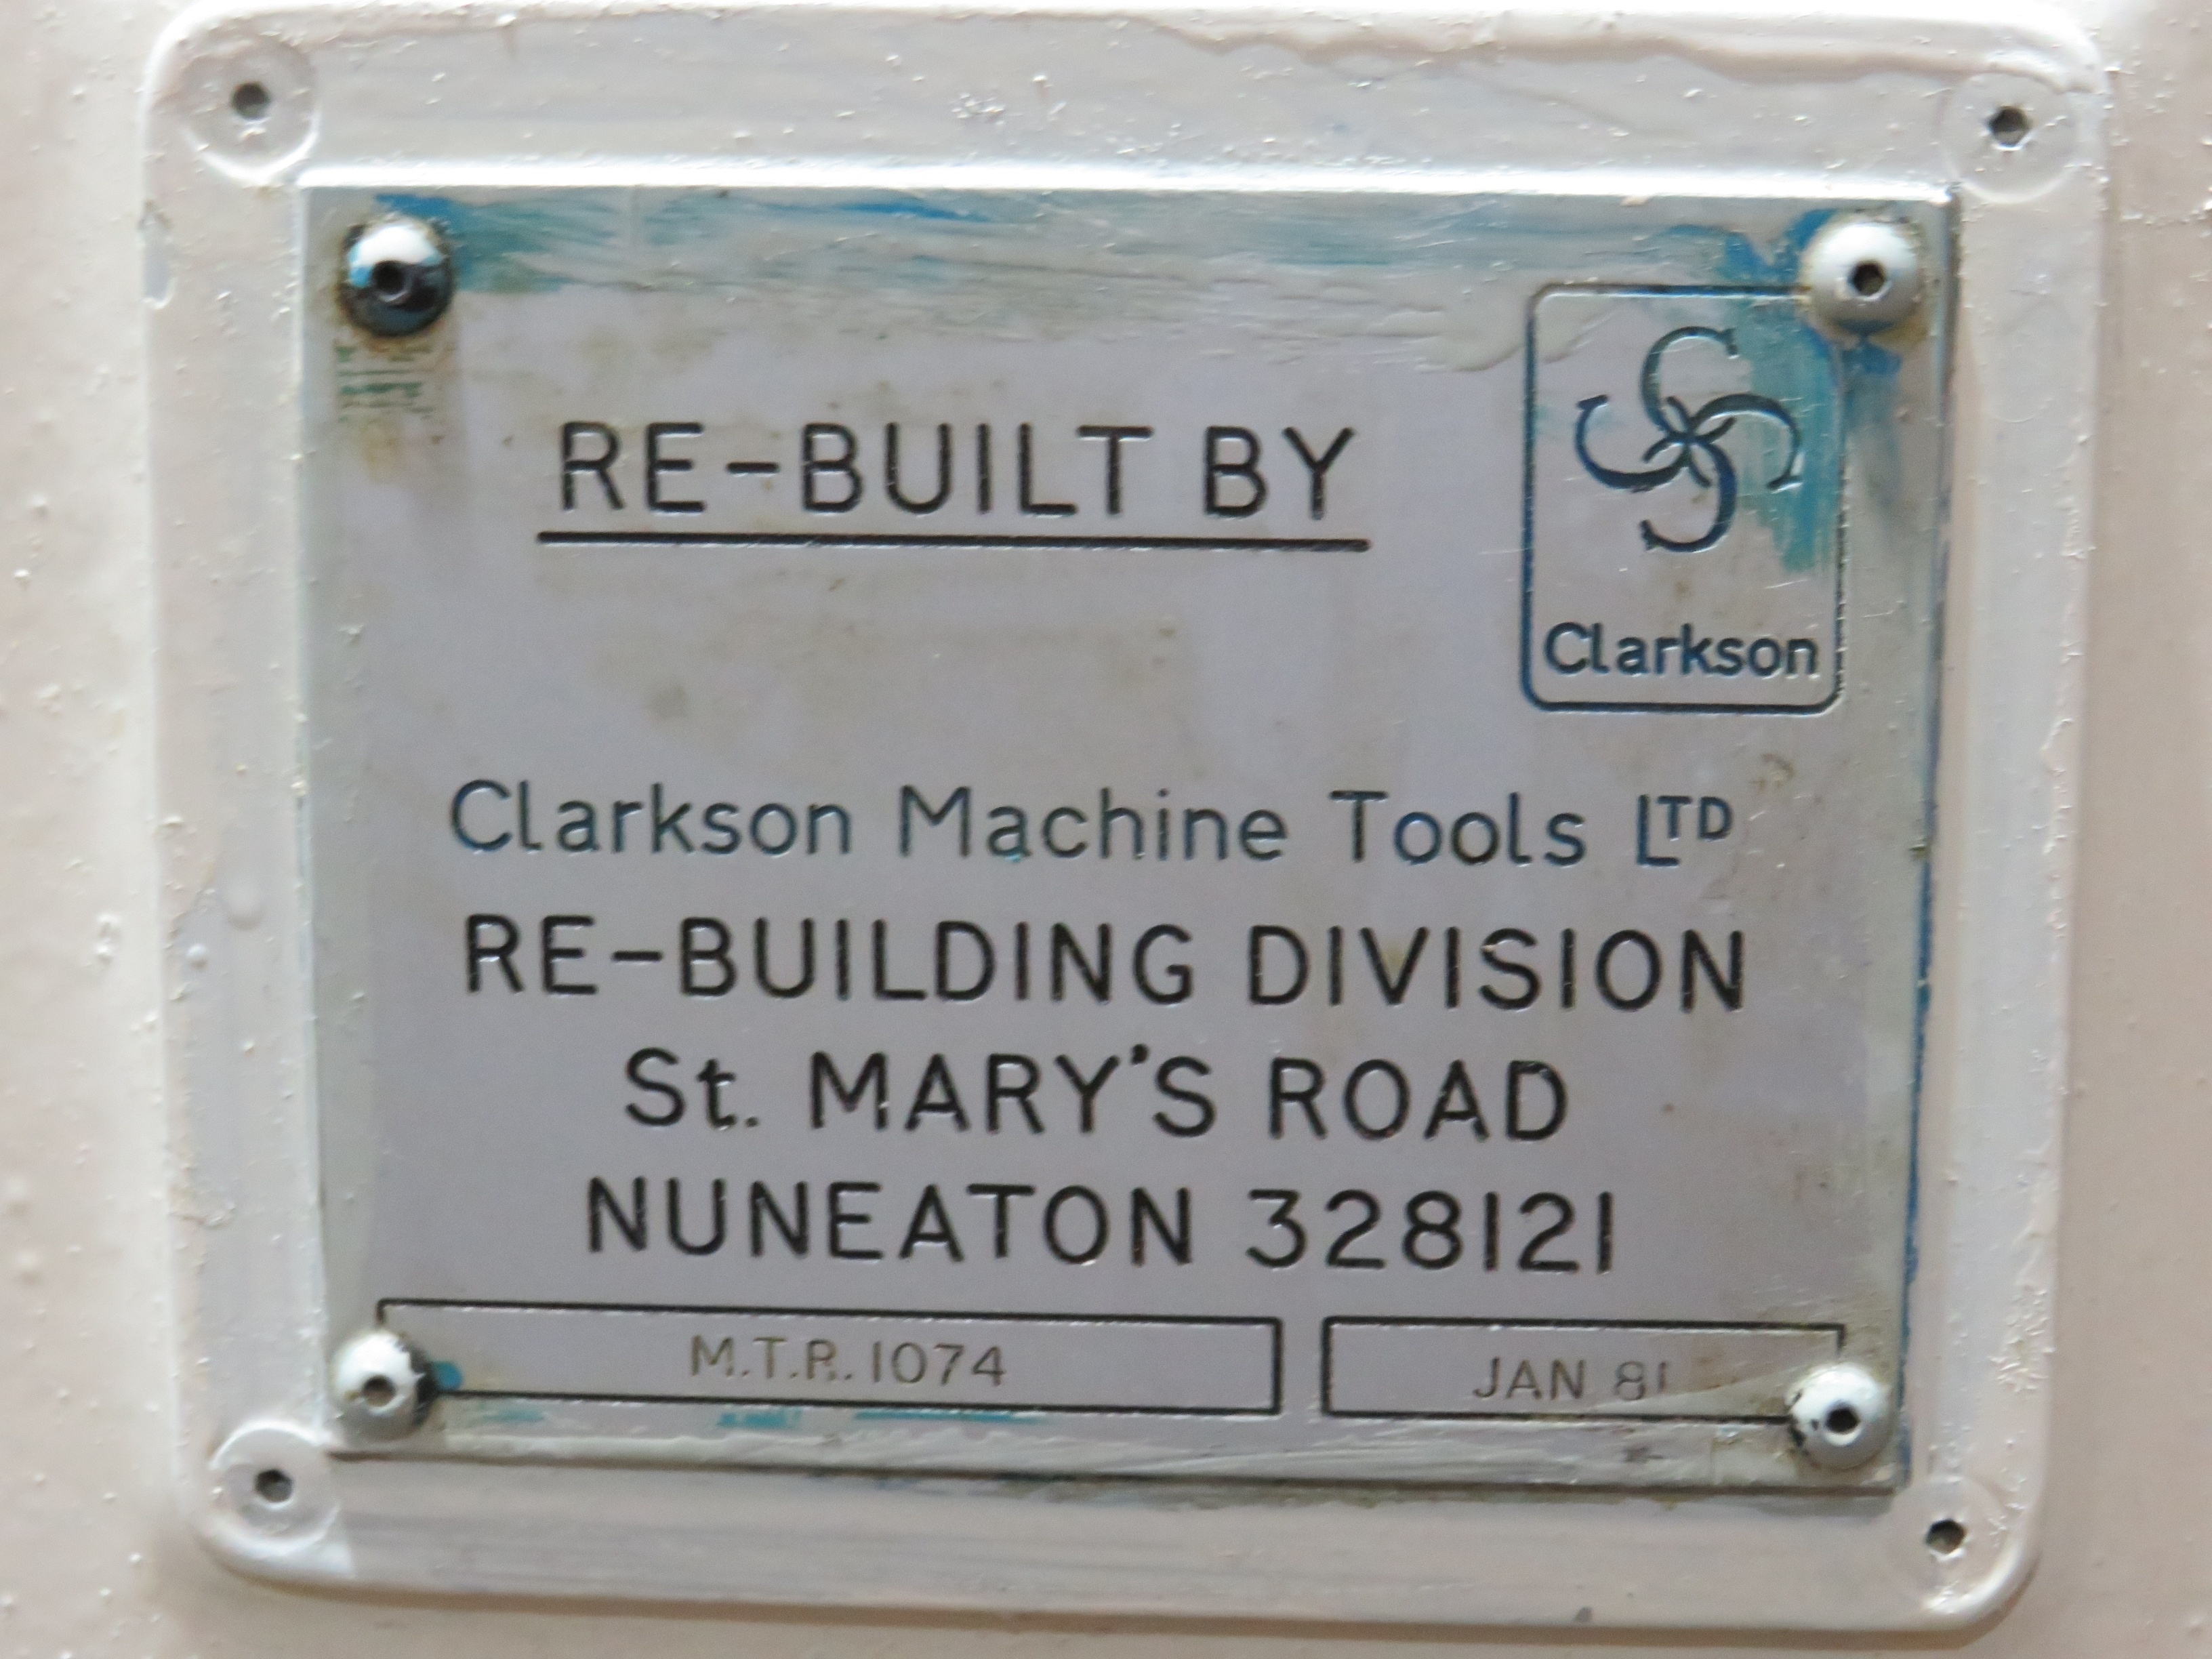 RE-BUILT BY
Clarkson
Clarkson Machine Tools LTD
RE-BUILDING DIVISION
St. MARY'S ROAD
NUNEATON 328121
M.T.R. 1074
JAN 81